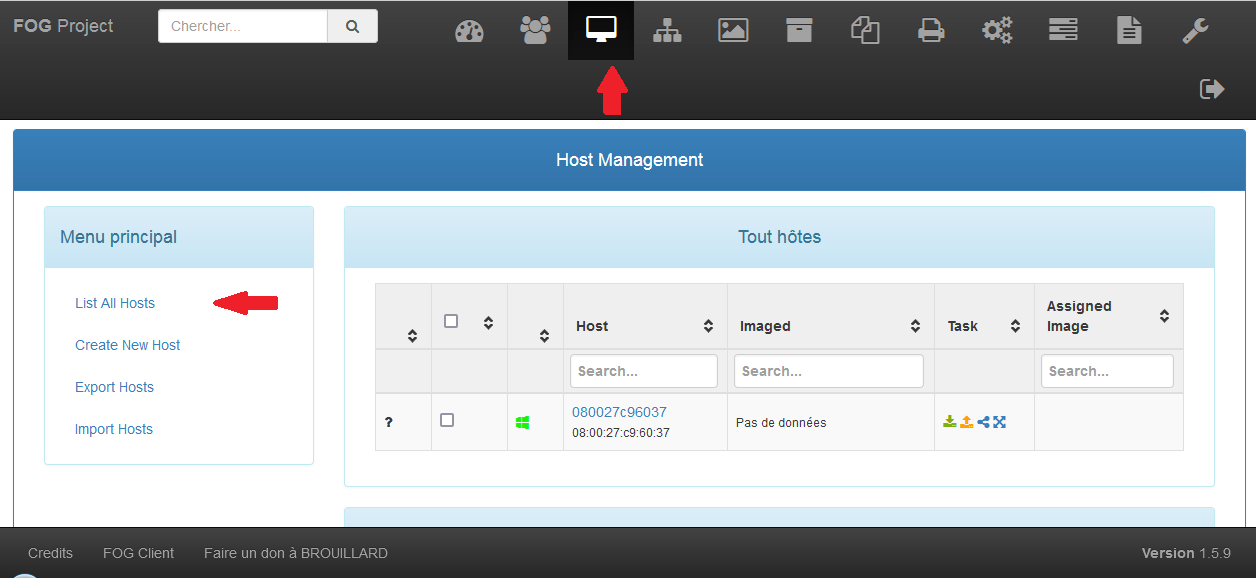 FOG Project
Chercher...
Host Management
Menu principal
List All Hosts
Create New Host
Export Hosts
Import Hosts
Tout hôtes
Host Imaged Task Assigned Image
Search... Search... Search...
? 080027c96037 Pas de données
08:00:27:c9:60:37
Credits FOG Client Faire un don à BROUILLARD Version 1.5.9